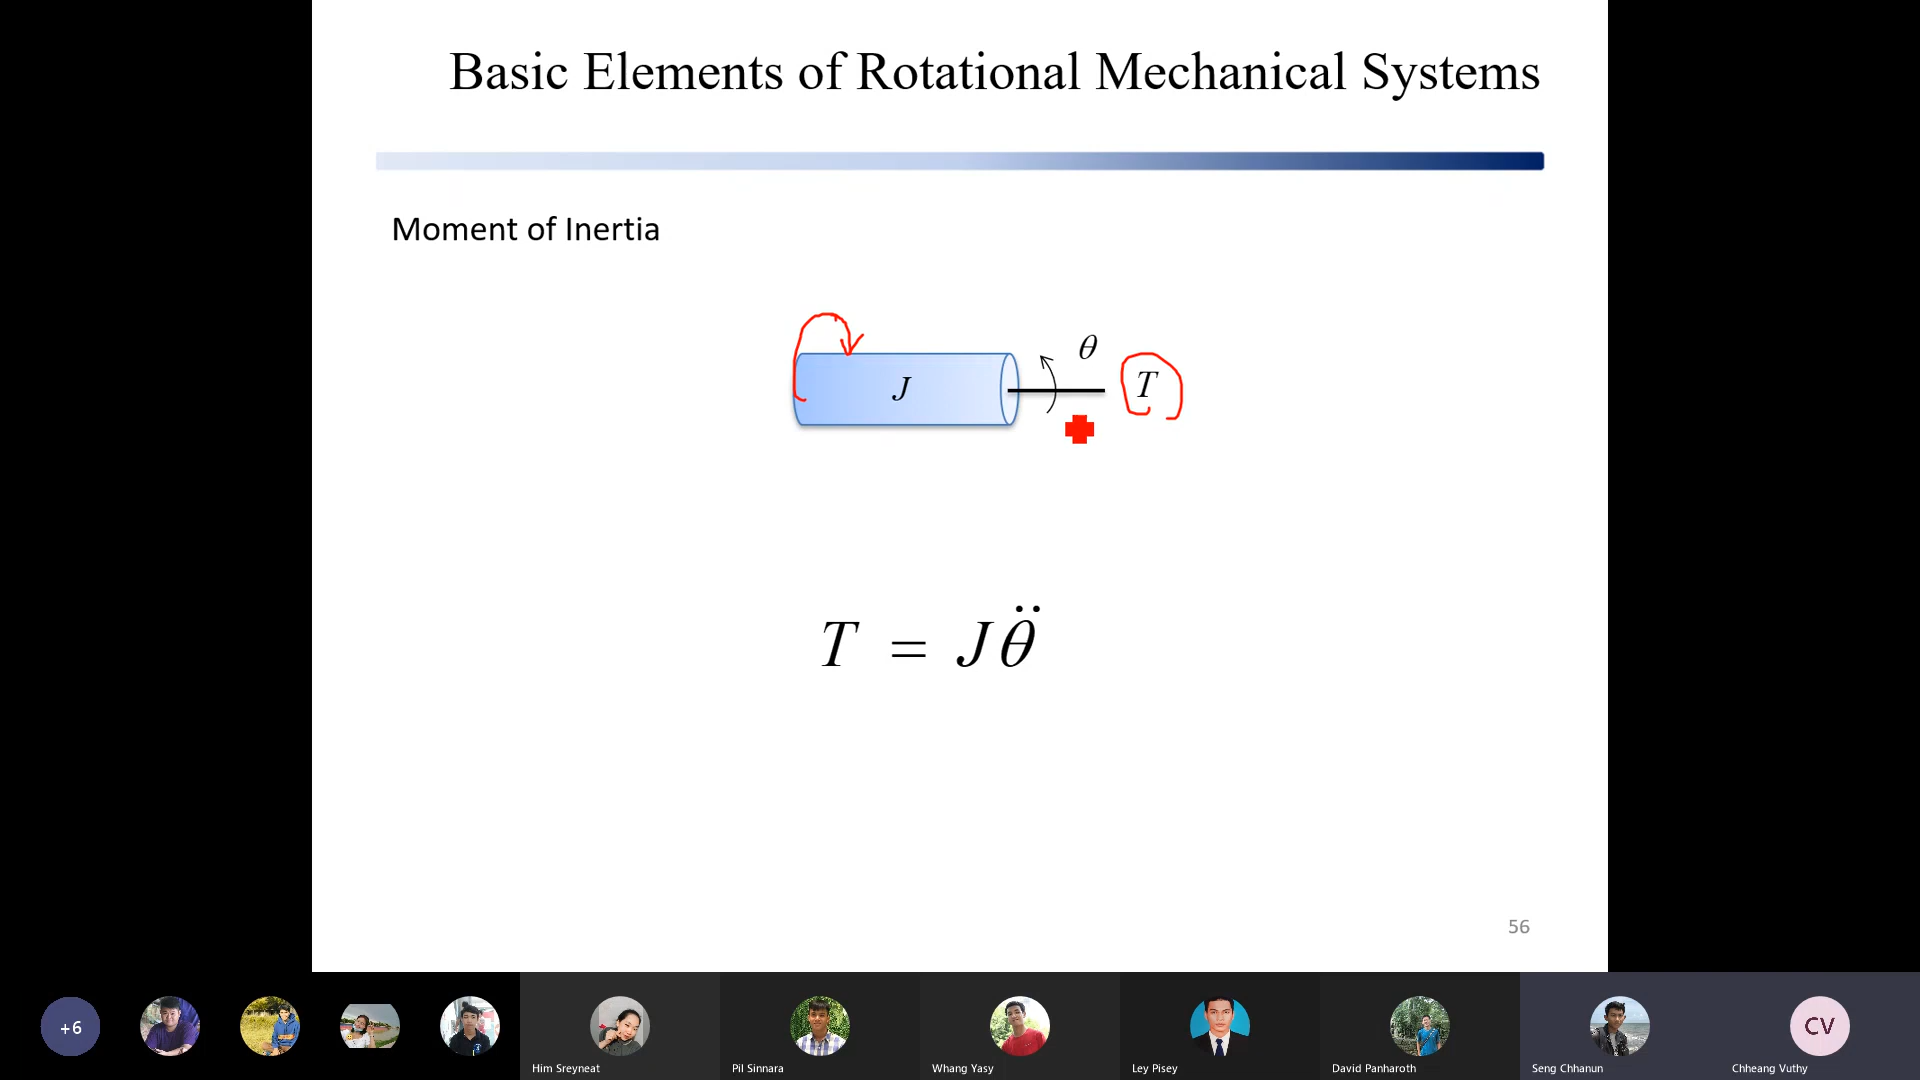 Basic Elements of Rotational Mechanical Systems
Moment of Inertia
θ
J
T
T = Jθ̈
56
+6
CV
Him Sreyneat
Pil Sinnara
Whang Yasy
Ley Pisey
David Panharoth
Seng Chhanun
Chheang Vuthy